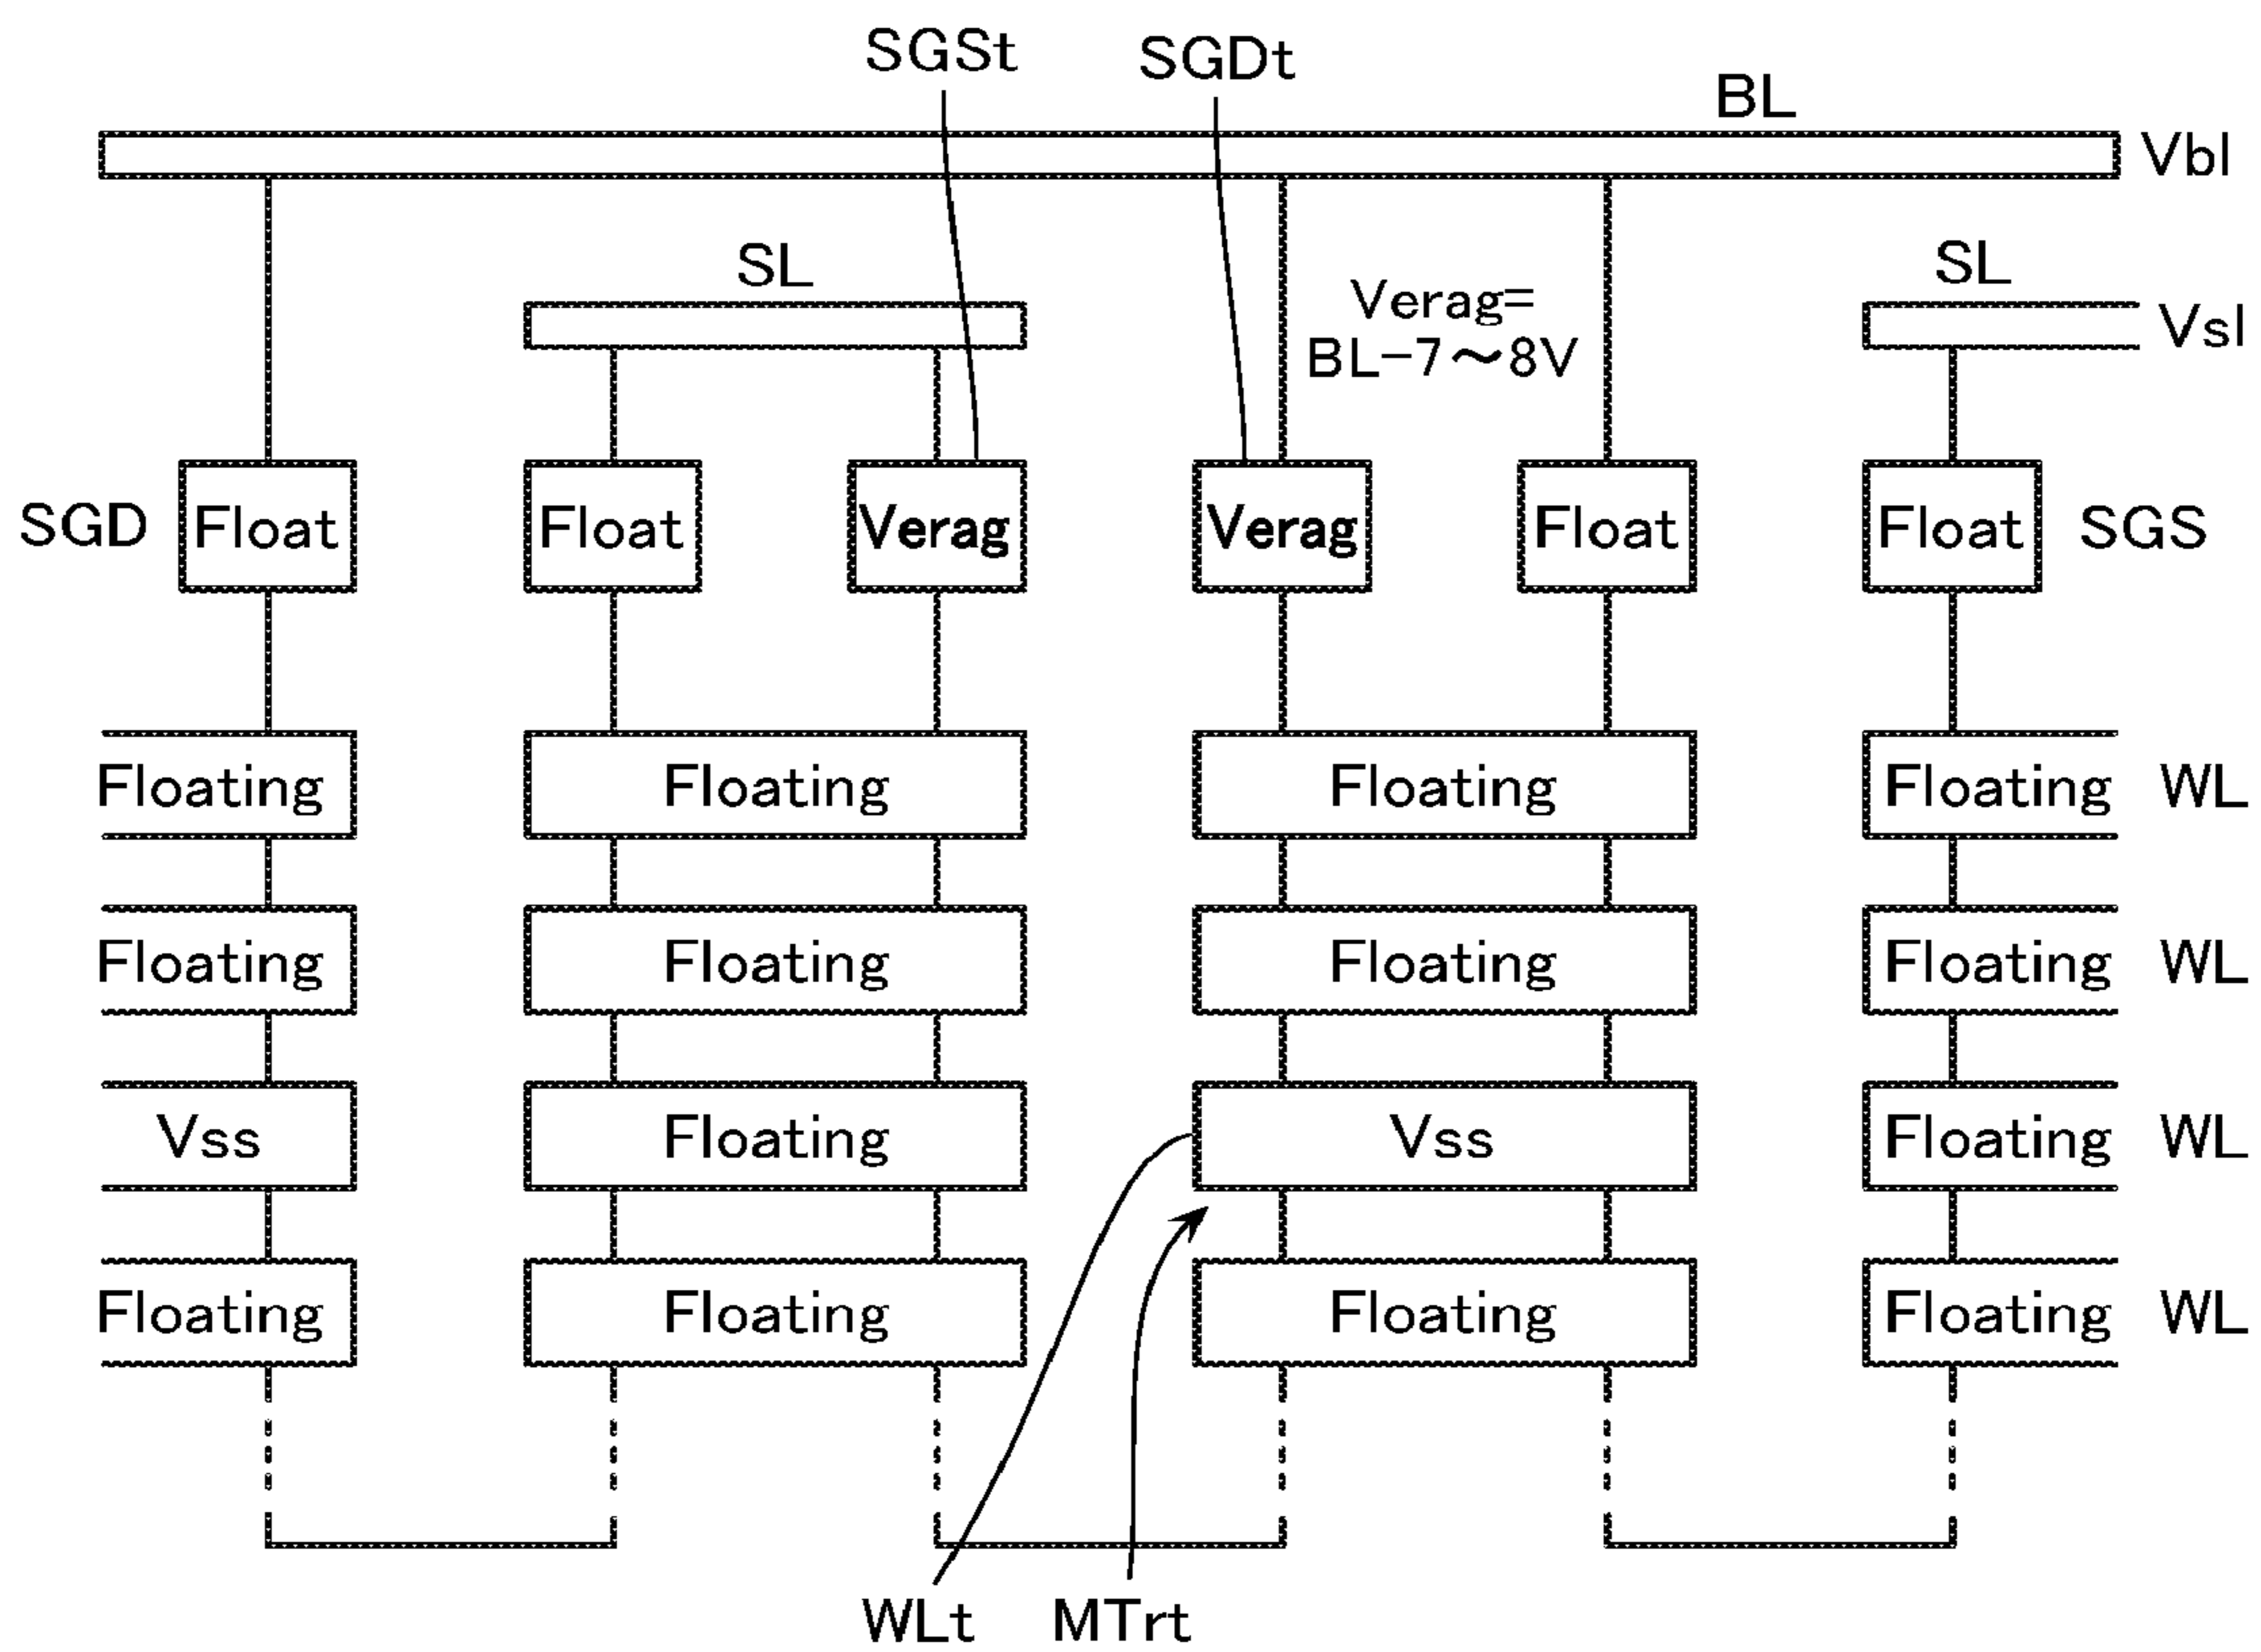 SGSt
SGDt
BL
Vbl
SL
SL
Verag=
BL-7～8V
Vsl
SGD
Float
Float
Verag
Verag
Float
Float
SGS
Floating
Floating
Floating
Floating
WL
Floating
Floating
Floating
Floating
WL
Vss
Floating
Vss
Floating
WL
Floating
Floating
Floating
Floating
WL
WLt
MTrt